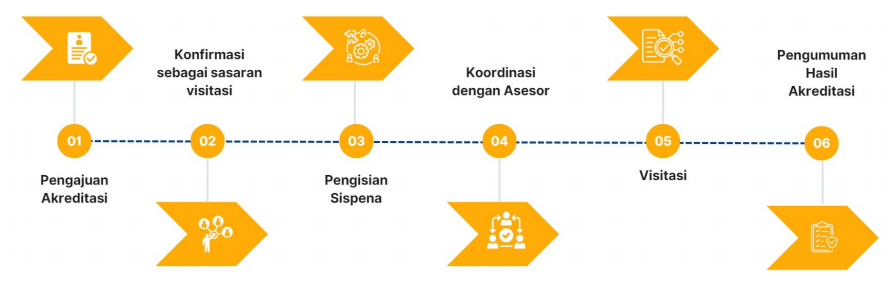 01
Pengajuan
Akreditasi
Konfirmasi
sebagai sasaran
visitasi
02
03
Pengisian
Sispena
Koordinasi
dengan Asesor
04
05
Visitasi
Pengumuman
Hasil
Akreditasi
06